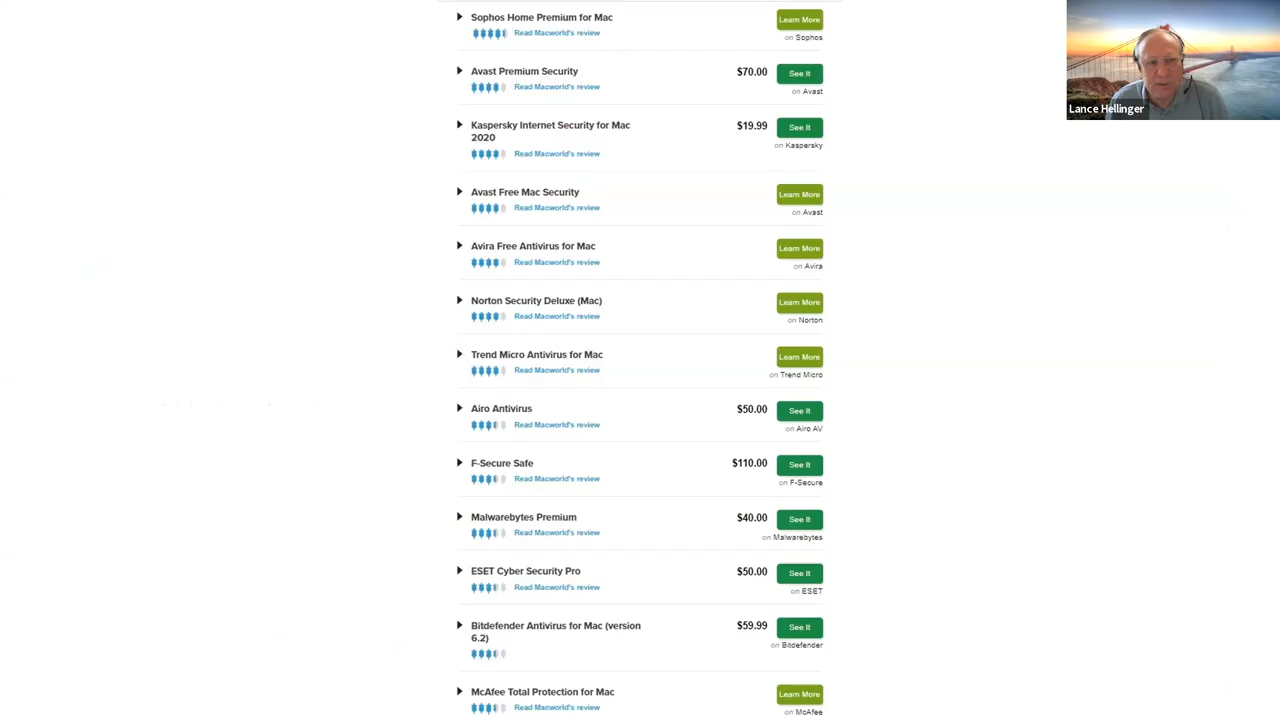 Sophos Home Premium for Mac
Learn More
Read Macworld's review
on Sophos
Lance Hellinger
Avast Premium Security
$70.00
See It
Read Macworld's review
on Avast
Kaspersky Internet Security for Mac
2020
$19.99
See It
Read Macworld's review
on Kaspersky
Avast Free Mac Security
Learn More
Read Macworld's review
on Avast
Avira Free Antivirus for Mac
Learn More
Read Macworld's review
on Avira
Norton Security Deluxe (Mac)
Learn More
Read Macworld's review
on Norton
Trend Micro Antivirus for Mac
Learn More
Read Macworld's review
on Trend Micro
Airo Antivirus
$50.00
See It
Read Macworld's review
on Airo AV
F-Secure Safe
$110.00
See It
Read Macworld's review
on F-Secure
Malwarebytes Premium
$40.00
See It
Read Macworld's review
on Malwarebytes
ESET Cyber Security Pro
$50.00
See It
Read Macworld's review
on ESET
Bitdefender Antivirus for Mac (version
6.2)
$59.99
See It
on Bitdefender
McAfee Total Protection for Mac
Learn More
Read Macworld's review
on McAfee